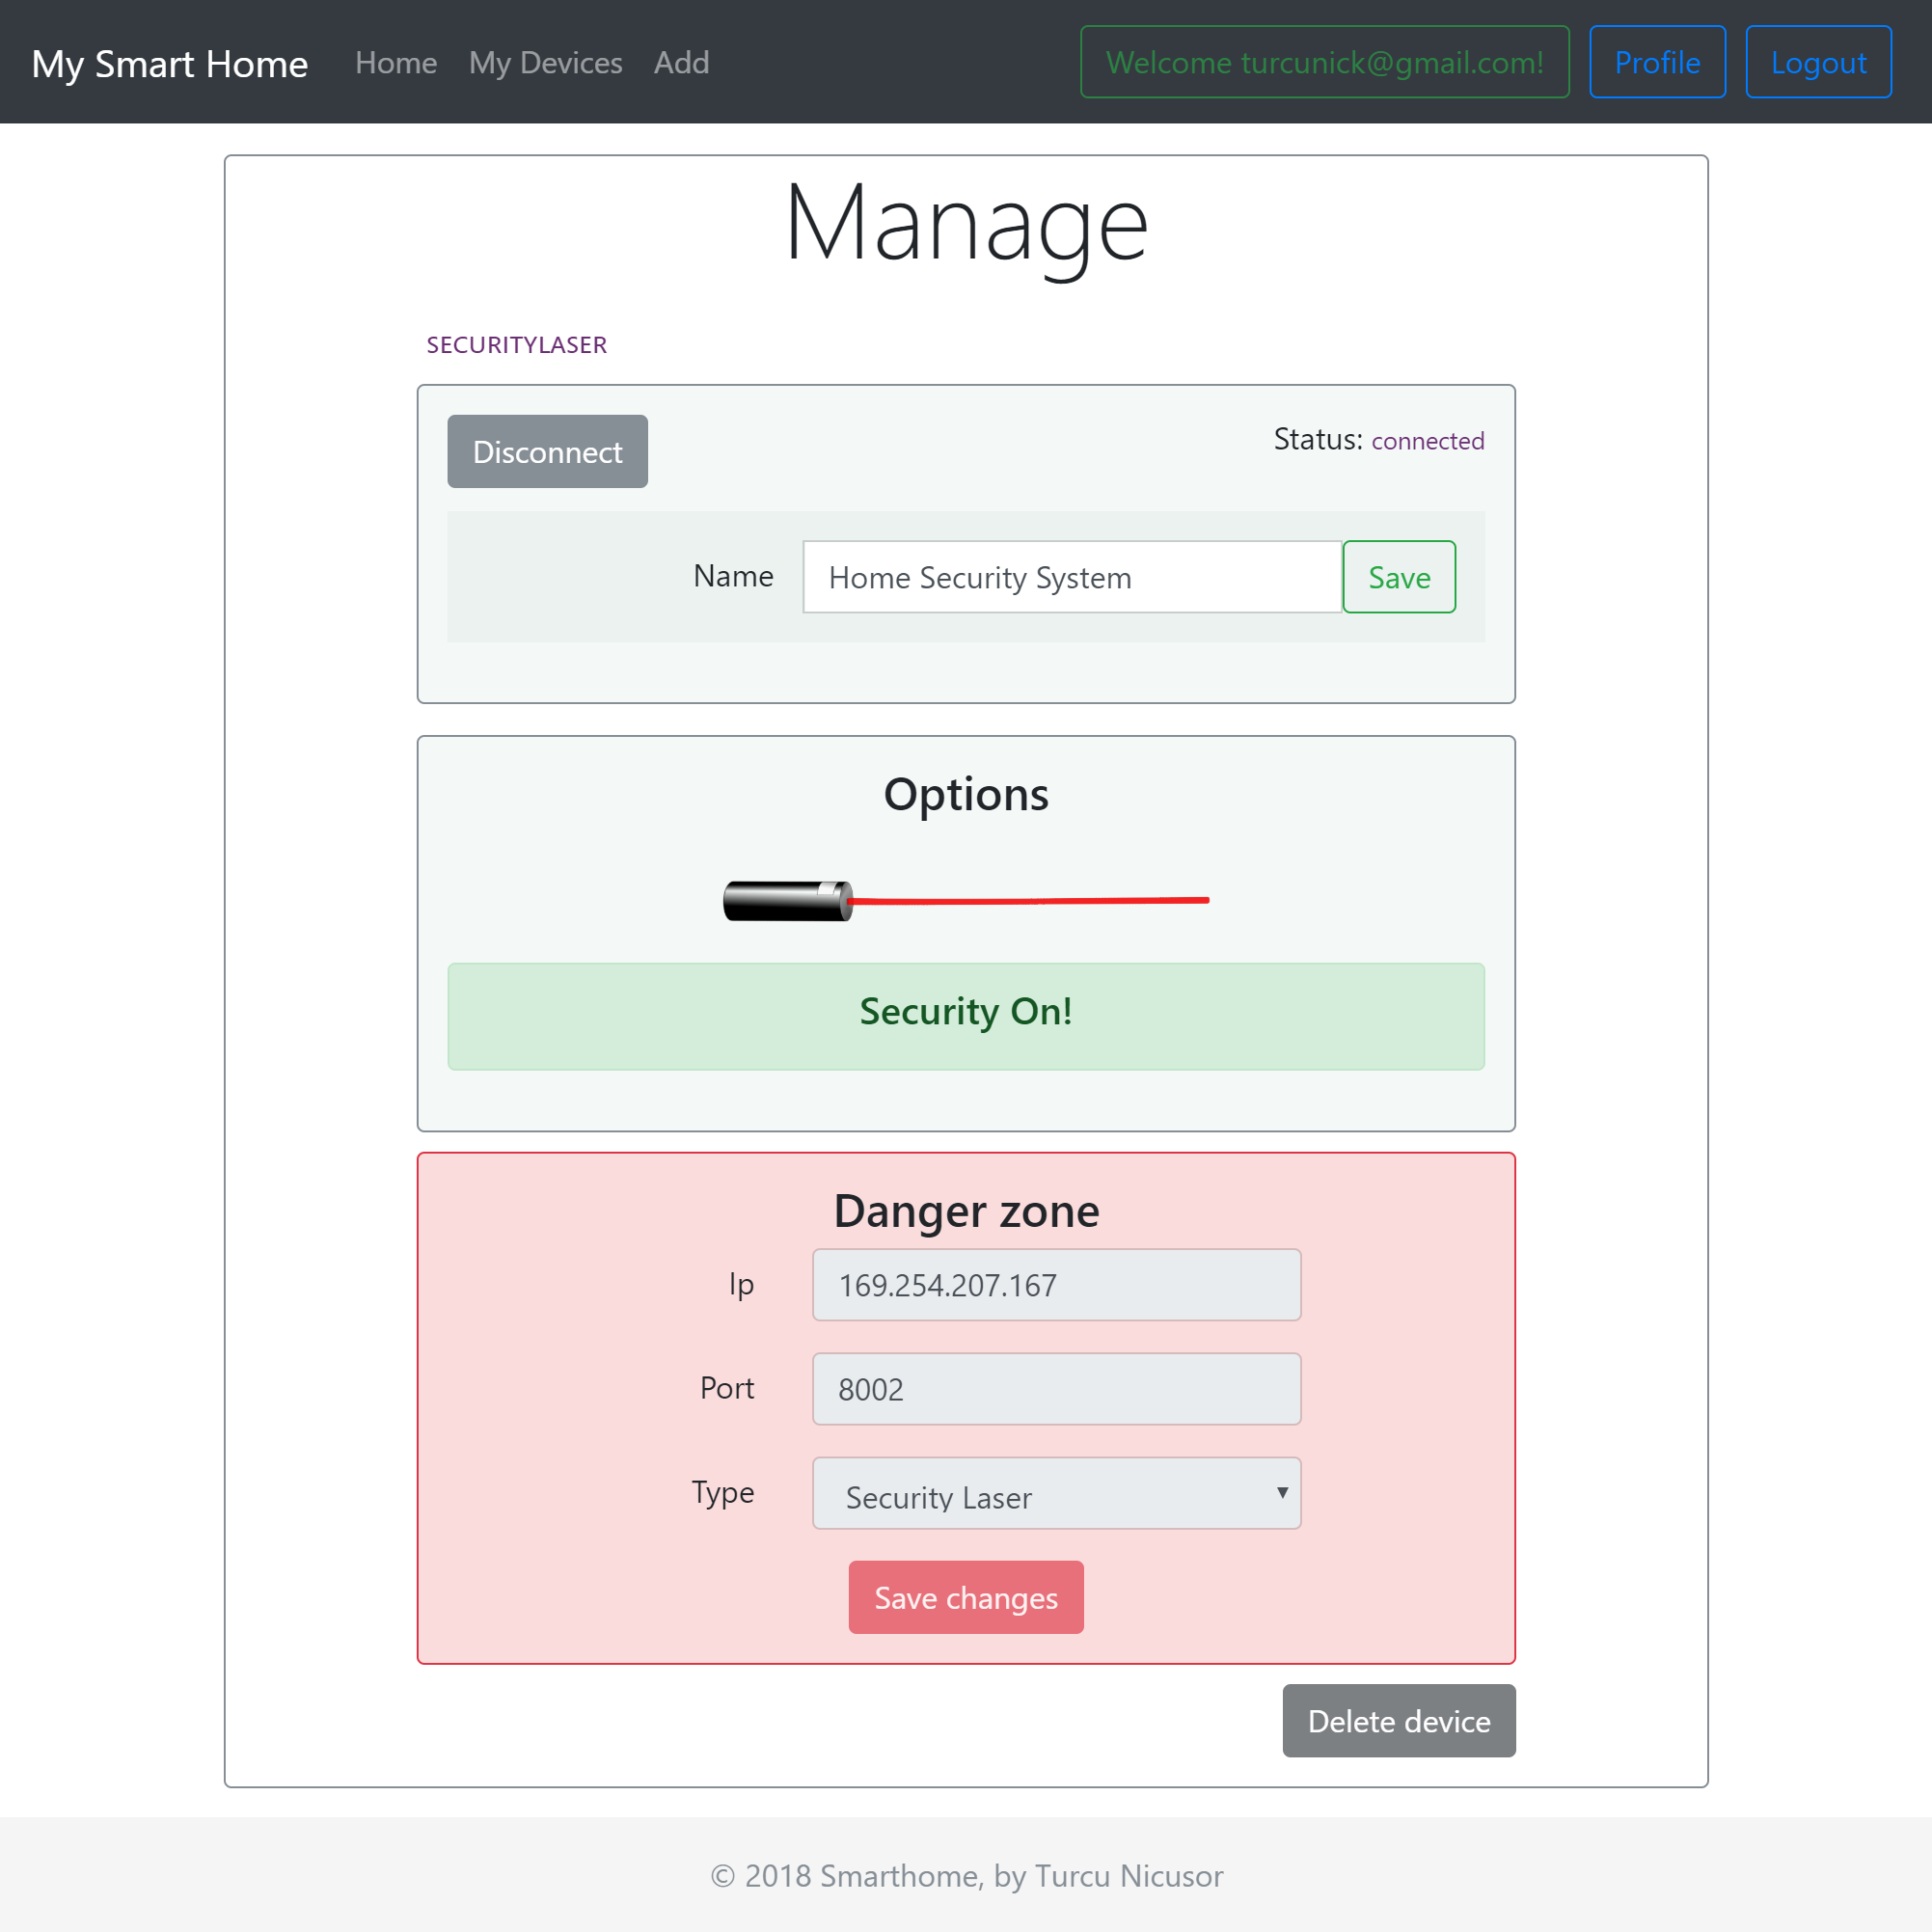 My Smart Home Home My Devices Add Welcome turcunick@gmail.com! Profile Logout
Manage
SECURITYLASER
Disconnect Status: connected
Name Home Security System Save
Options
Security On!
Danger zone
Ip 169.254.207.167
Port 8002
Type Security Laser
Save changes
Delete device
© 2018 Smarthome, by Turcu Nicusor